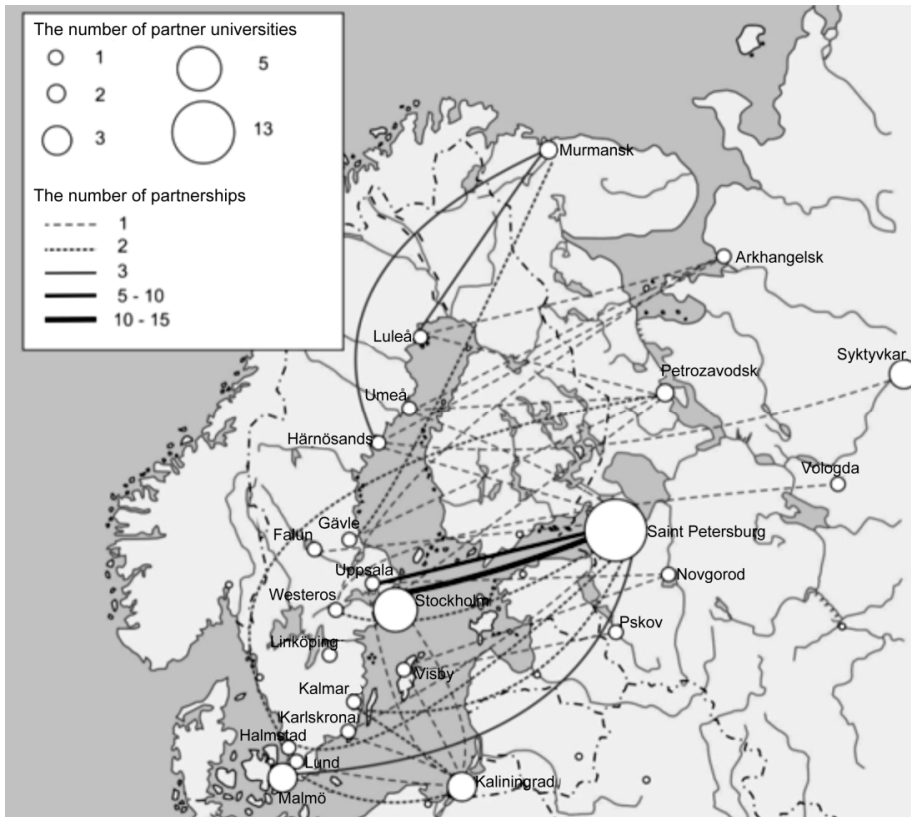 The number of partner universities
1
5
2
3
13
The number of partnerships
1
2
3
5 - 10
10 - 15
Murmansk
Arkhangelsk
Luleå
Syktyvkar
Petrozavodsk
Umeå
Härnösands
Vologda
Gävle
Falun
Saint Petersburg
Uppsala
Novgorod
Westeros
Stockholm
Pskov
Linköping
Visby
Kalmar
Karlskrona
Halmstad
Lund
Kaliningrad
Malmö